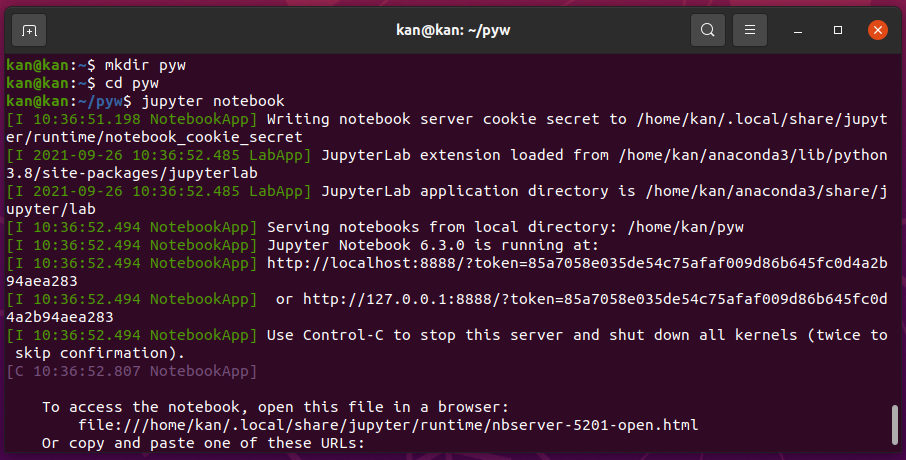 kan@kan: ~/pyw
kan@kan:~$ mkdir pyw
kan@kan:~$ cd pyw
kan@kan:~/pyw$ jupyter notebook
[I 10:36:51.198 NotebookApp] Writing notebook server cookie secret to /home/kan/.local/share/jupyt
er/runtime/notebook_cookie_secret
[I 2021-09-26 10:36:52.485 LabApp] JupyterLab extension loaded from /home/kan/anaconda3/lib/python
3.8/site-packages/jupyterlab
[I 2021-09-26 10:36:52.485 LabApp] JupyterLab application directory is /home/kan/anaconda3/share/j
upyter/lab
[I 10:36:52.494 NotebookApp] Serving notebooks from local directory: /home/kan/pyw
[I 10:36:52.494 NotebookApp] Jupyter Notebook 6.3.0 is running at:
[I 10:36:52.494 NotebookApp] http://localhost:8888/?token=85a7058e035de54c75afaf009d86b645fc0d4a2b
94aea283
[I 10:36:52.494 NotebookApp]  or http://127.0.0.1:8888/?token=85a7058e035de54c75afaf009d86b645fc0d
4a2b94aea283
[I 10:36:52.494 NotebookApp] Use Control-C to stop this server and shut down all kernels (twice to
 skip confirmation).
[C 10:36:52.807 NotebookApp]
    To access the notebook, open this file in a browser:
        file:///home/kan/.local/share/jupyter/runtime/nbserver-5201-open.html
    Or copy and paste one of these URLs: